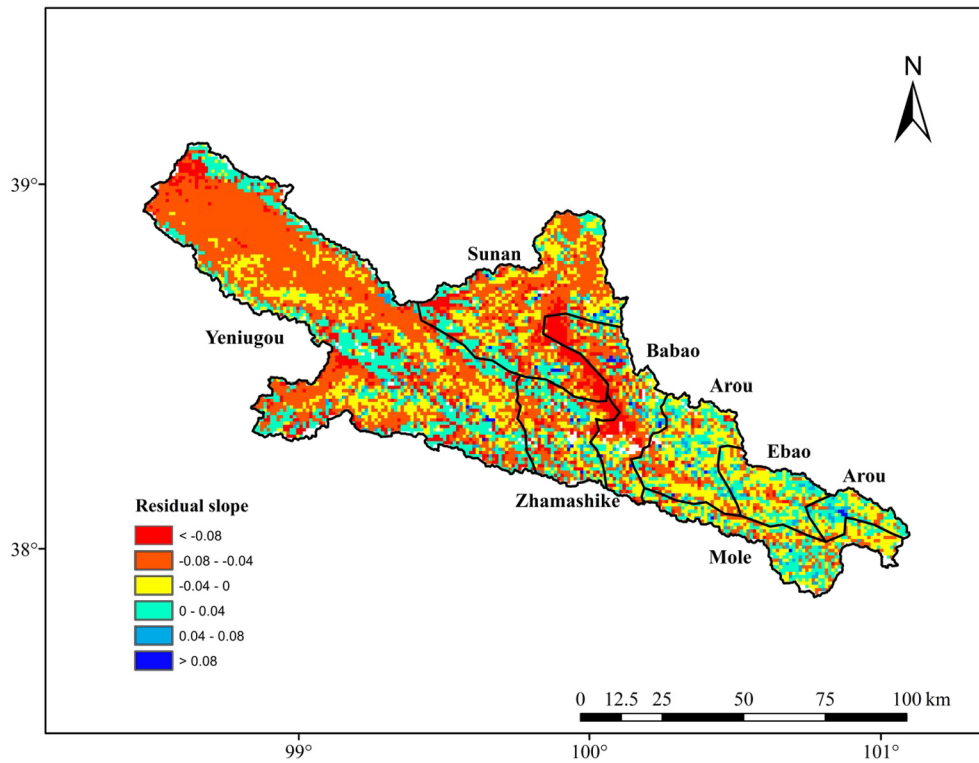 N
39°
Sunan
Yeniugou
Babao
Arou
Ebao
Arou
Zhamashike
Mole
38°
Residual slope
< -0.08
-0.08 - -0.04
-0.04 - 0
0 - 0.04
0.04 - 0.08
> 0.08
0 12.5 25 50 75 100 km
99° 100° 101°